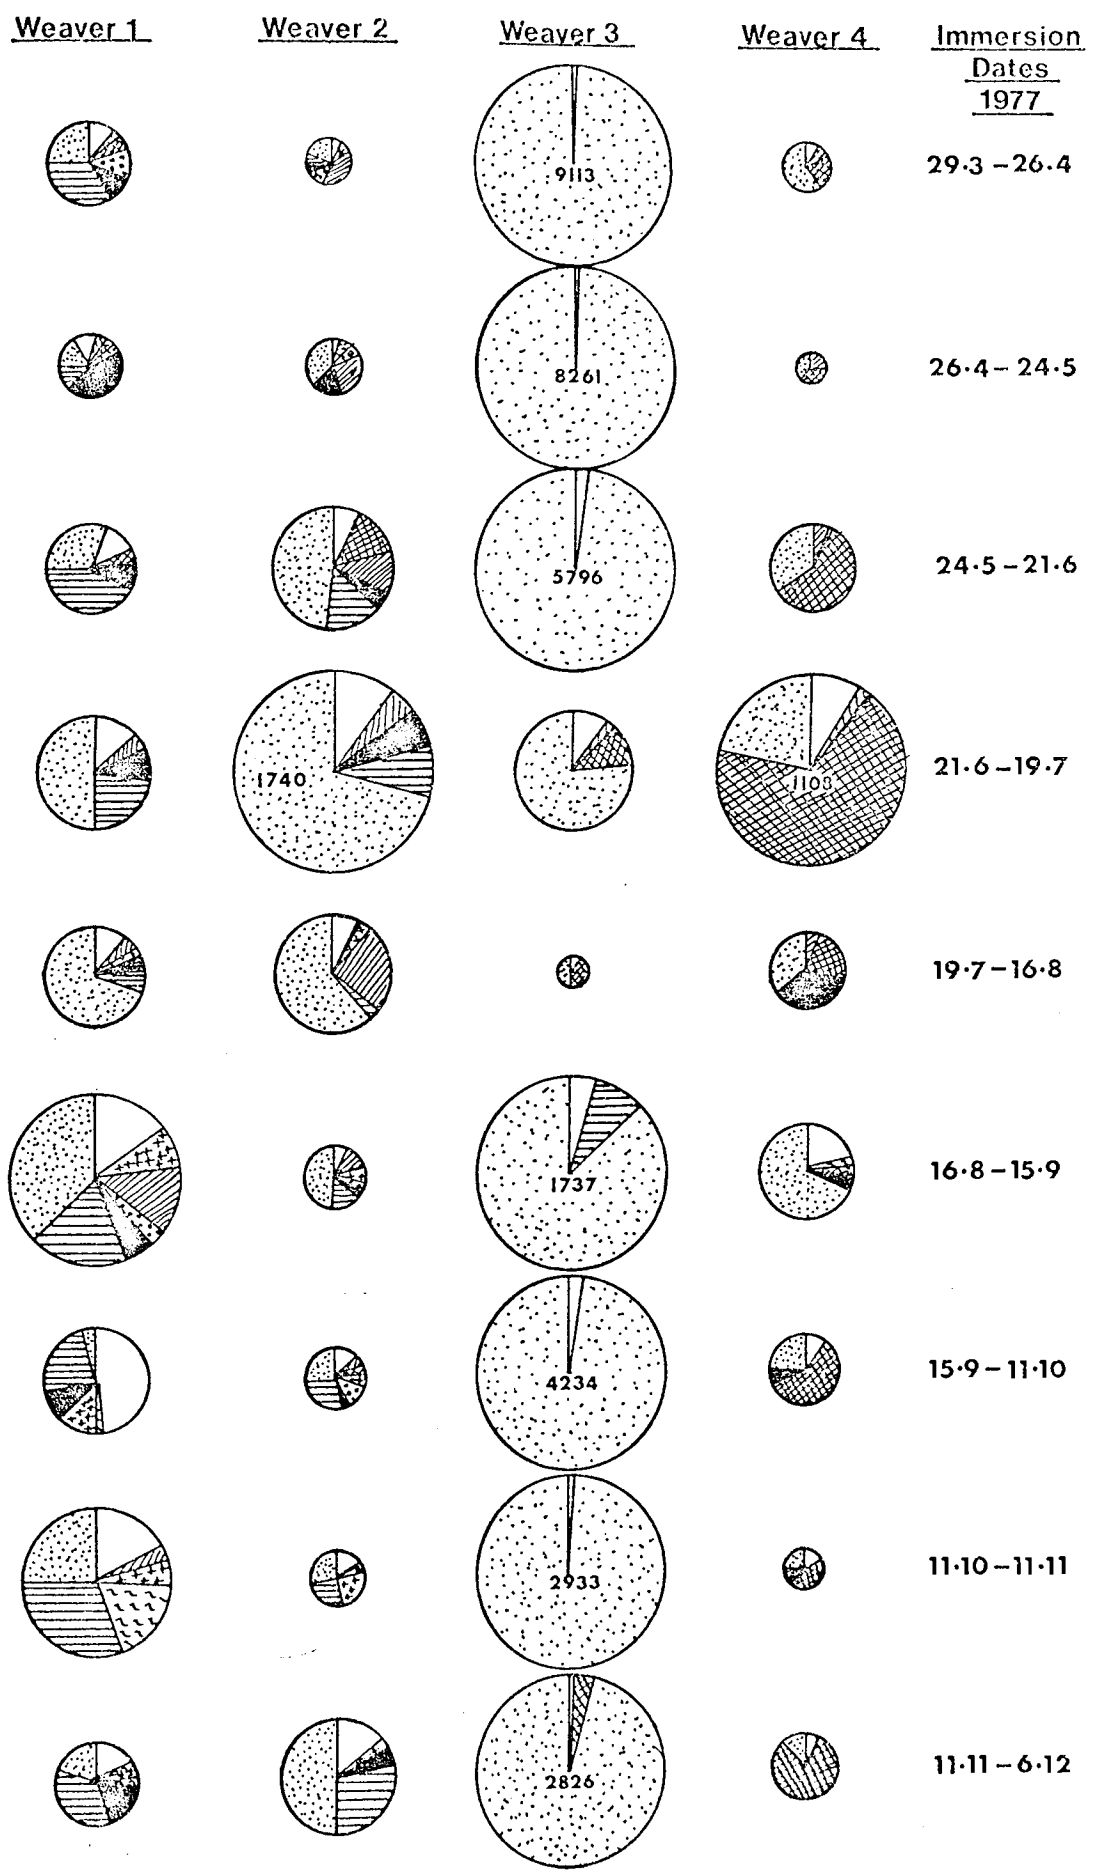 Weaver 1 Weaver 2 Weaver 3 Weaver 4 Immersion
Dates
1977
9113 29·3 – 26·4
8261 26·4 – 24·5
5796 24·5 – 21·6
1740 1108 21·6 – 19·7
19·7 – 16·8
1737 16·8 – 15·9
4234 15·9 – 11·10
2933 11·10 – 11·11
2826 11·11 – 6·12